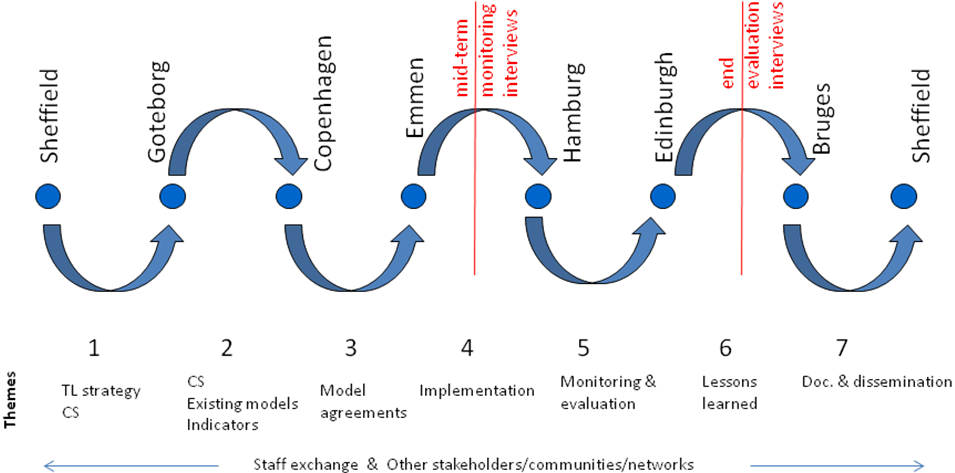 Sheffield
Goteborg
Copenhagen
Emmen
mid-term
monitoring
interviews
Hamburg
Edinburgh
end
evaluation
interviews
Bruges
Sheffield
1
2
3
4
5
6
7
Themes
TL strategy
CS
CS
Existing models
Indicators
Model
agreements
Implementation
Monitoring &
evaluation
Lessons
learned
Doc. & dissemination
Staff exchange & Other stakeholders/communities/networks